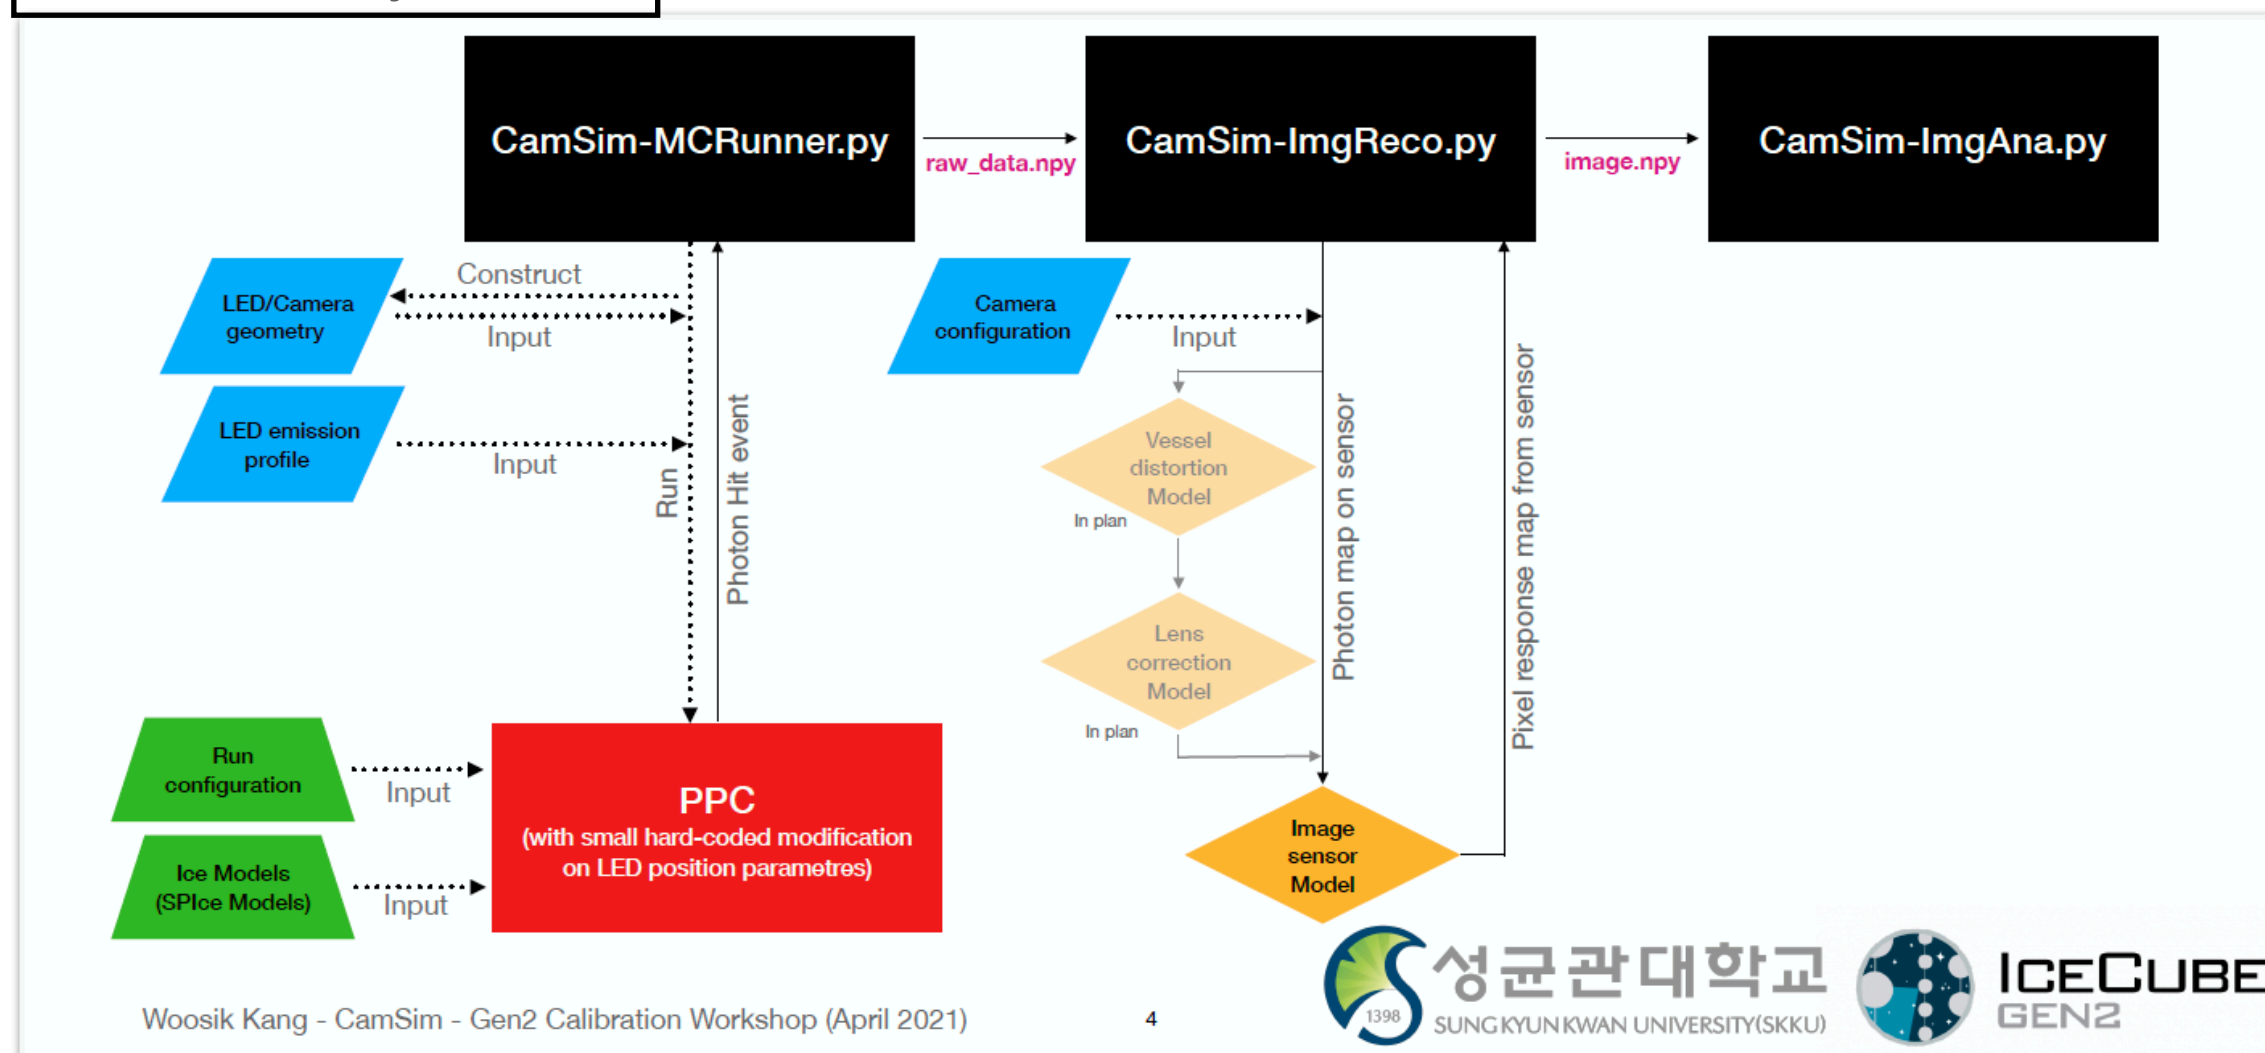 CamSim-MCRunner.py
raw_data.npy
CamSim-ImgReco.py
image.npy
CamSim-ImgAna.py
LED/Camera
geometry
Construct
Input
LED emission
profile
Input
Run
Photon Hit event
Camera
configuration
Input
Vessel
distortion
Model
In plan
Lens
correction
Model
In plan
Photon map on sensor
Pixel response map from sensor
Run
configuration
Input
Ice Models
(SPIce Models)
Input
PPC
(with small hard-coded modification
on LED position parametres)
Image
sensor
Model
Woosik Kang - CamSim - Gen2 Calibration Workshop (April 2021)
4
1398
성균관대학교
SUNGKYUNKWAN UNIVERSITY(SKKU)
ICECUBE
GEN2